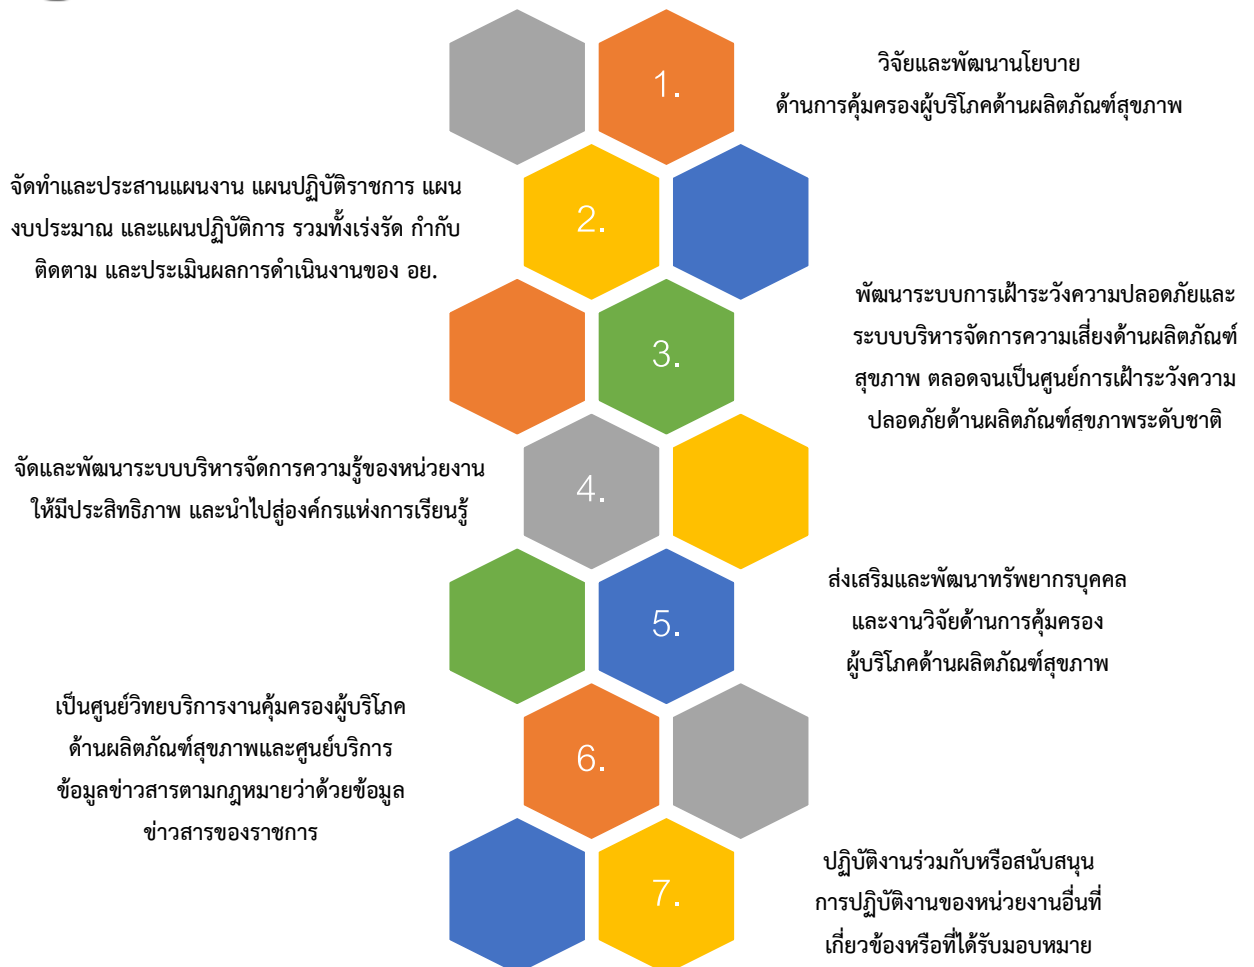 1.
วิจัยและพัฒนานโยบาย
ด้านการคุ้มครองผู้บริโภคด้านผลิตภัณฑ์สุขภาพ
จัดทำและประสานแผนงาน แผนปฏิบัติราชการ แผน
งบประมาณ และแผนปฏิบัติการ รวมทั้งเร่งรัด กำกับ
ติดตาม และประเมินผลการดำเนินงานของ อย.
2.
3.
พัฒนาระบบการเฝ้าระวังความปลอดภัยและ
ระบบบริหารจัดการความเสี่ยงด้านผลิตภัณฑ์
สุขภาพ ตลอดจนเป็นศูนย์การเฝ้าระวังความ
ปลอดภัยด้านผลิตภัณฑ์สุขภาพระดับชาติ
จัดและพัฒนาระบบบริหารจัดการความรู้ของหน่วยงาน
ให้มีประสิทธิภาพ และนำไปสู่องค์กรแห่งการเรียนรู้
4.
5.
ส่งเสริมและพัฒนาทรัพยากรบุคคล
และงานวิจัยด้านการคุ้มครอง
ผู้บริโภคด้านผลิตภัณฑ์สุขภาพ
เป็นศูนย์วิทยบริการงานคุ้มครองผู้บริโภค
ด้านผลิตภัณฑ์สุขภาพและศูนย์บริการ
ข้อมูลข่าวสารตามกฎหมายว่าด้วยข้อมูล
ข่าวสารของราชการ
6.
7.
ปฏิบัติงานร่วมกับหรือสนับสนุน
การปฏิบัติงานของหน่วยงานอื่นที่
เกี่ยวข้องหรือที่ได้รับมอบหมาย